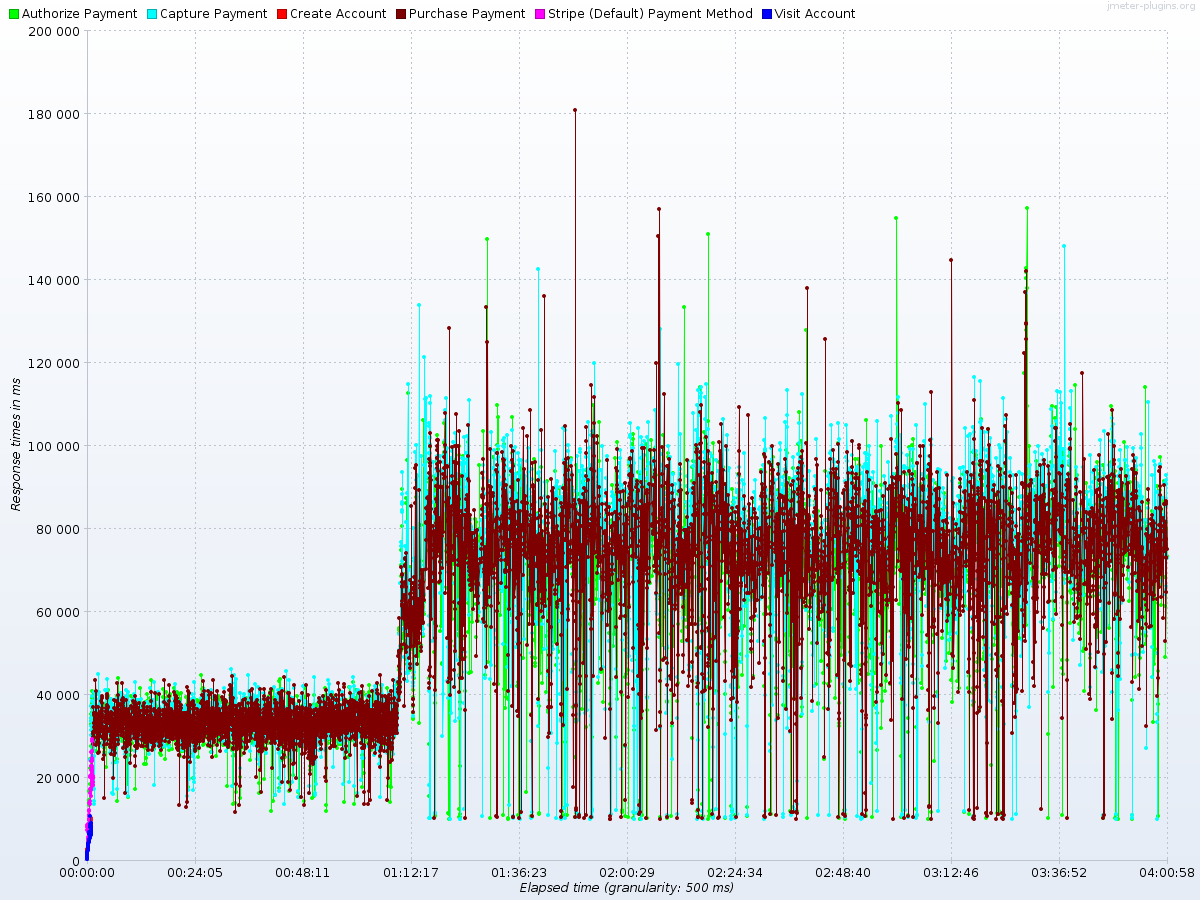 Authorize Payment Capture Payment Create Account Purchase Payment Stripe (Default) Payment Method Visit Account
jmeter-plugins.org
200 000
180 000
160 000
140 000
120 000
100 000
80 000
60 000
40 000
20 000
0
Response times in ms
00:00:00 00:24:05 00:48:11 01:12:17 01:36:23 02:00:29 02:24:34 02:48:40 03:12:46 03:36:52 04:00:58
Elapsed time (granularity: 500 ms)